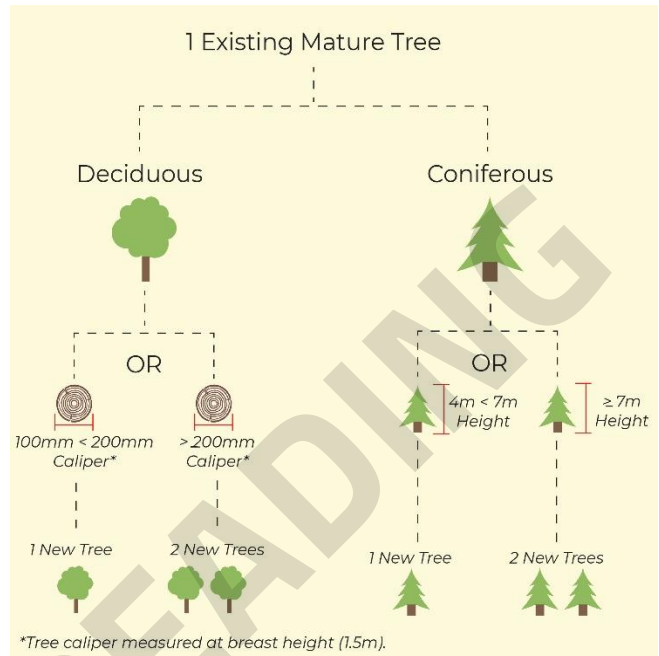 1 Existing Mature Tree
Deciduous
Coniferous
OR
OR
100mm < 200mm
Caliper*
> 200mm
Caliper*
4m < 7m
Height
≥ 7m
Height
1 New Tree
2 New Trees
1 New Tree
2 New Trees
*Tree caliper measured at breast height (1.5m).
EADING